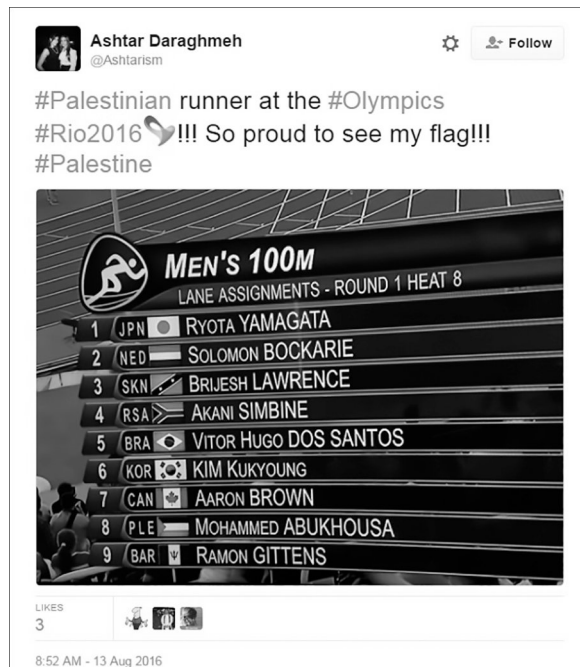 Ashtar Daraghmeh
@Ashtarism
Follow
#Palestinian runner at the #Olympics
#Rio2016 !!! So proud to see my flag!!!
#Palestine
MEN'S 100M
LANE ASSIGNMENTS - ROUND 1 HEAT 8
1 JPN RYOTA YAMAGATA
2 NED SOLOMON BOCKARIE
3 SKN BRIJESH LAWRENCE
4 RSA AKANI SIMBINE
5 BRA VITOR HUGO DOS SANTOS
6 KOR KIM KUKYOUNG
7 CAN AARON BROWN
8 PLE MOHAMMED ABUKHOUSA
9 BAR RAMON GITTENS
LIKES
3
8:52 AM - 13 Aug 2016